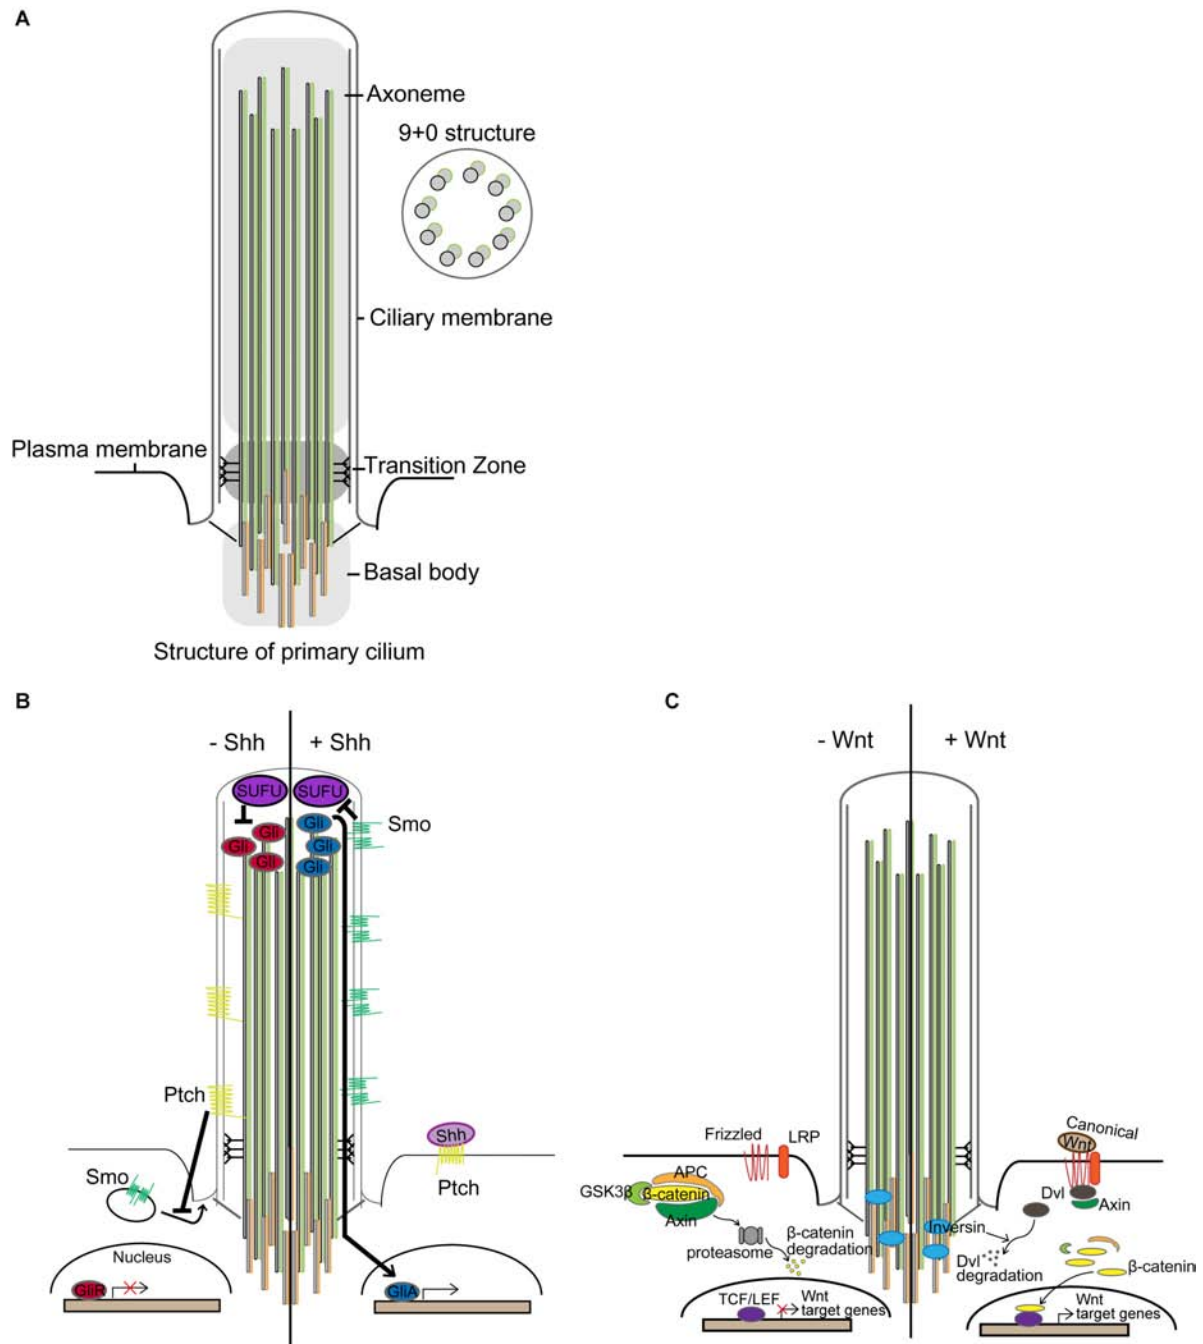 A
Axoneme
9+0 structure
Ciliary membrane
Plasma membrane
Transition Zone
Basal body
Structure of primary cilium
B
- Shh
+ Shh
SUFU
SUFU
Smo
Gli
Gli
Gli
Gli
Gli
Gli
Ptch
Shh
Ptch
Smo
Nucleus
GliR
GliA
C
- Wnt
+ Wnt
Frizzled
LRP
Canonical
Wnt
APC
GSK3β
β-catenin
Axin
Dvl
Axin
Inversin
proteasome
β-catenin
degradation
Dvl
degradation
β-catenin
TCF/LEF
Wnt
target genes
Wnt
target genes